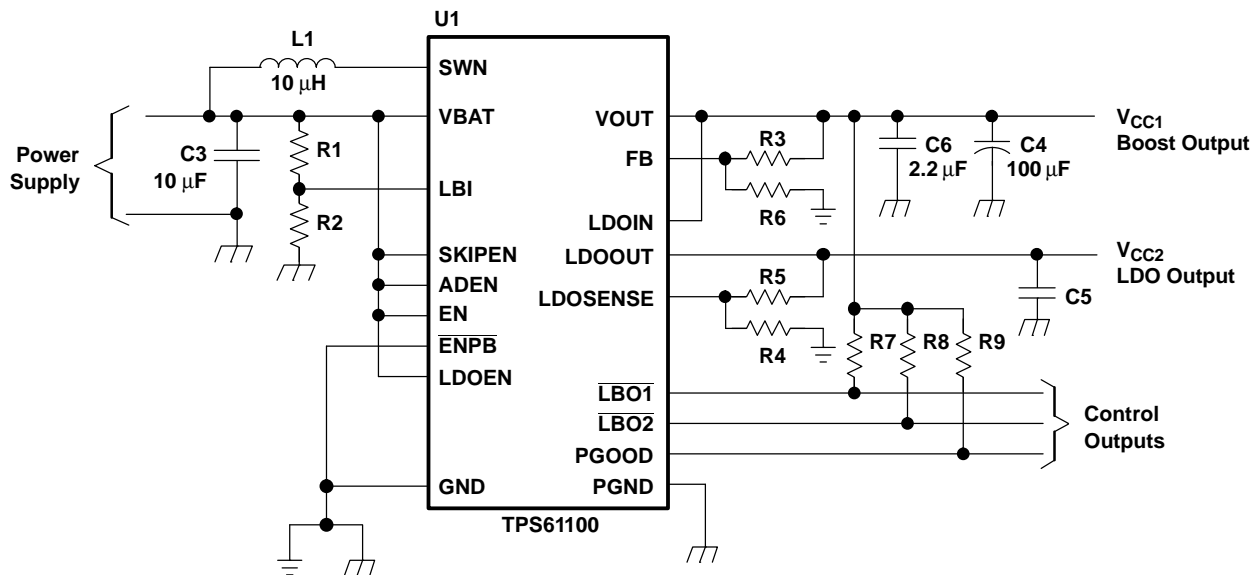 U1
L1
10 μH
SWN
VBAT
LBI
SKIPEN
ADEN
EN
ENPB
LDOEN
GND
VOUT
FB
LDOIN
LDOOUT
LDOSENSE
LBO1
LBO2
PGOOD
PGND
TPS61100
Power
Supply
C3
10 μF
R1
R2
R3
R6
R5
R4
C6
2.2 μF
C4
100 μF
VCC1
Boost Output
VCC2
LDO Output
C5
R7
R8
R9
Control
Outputs